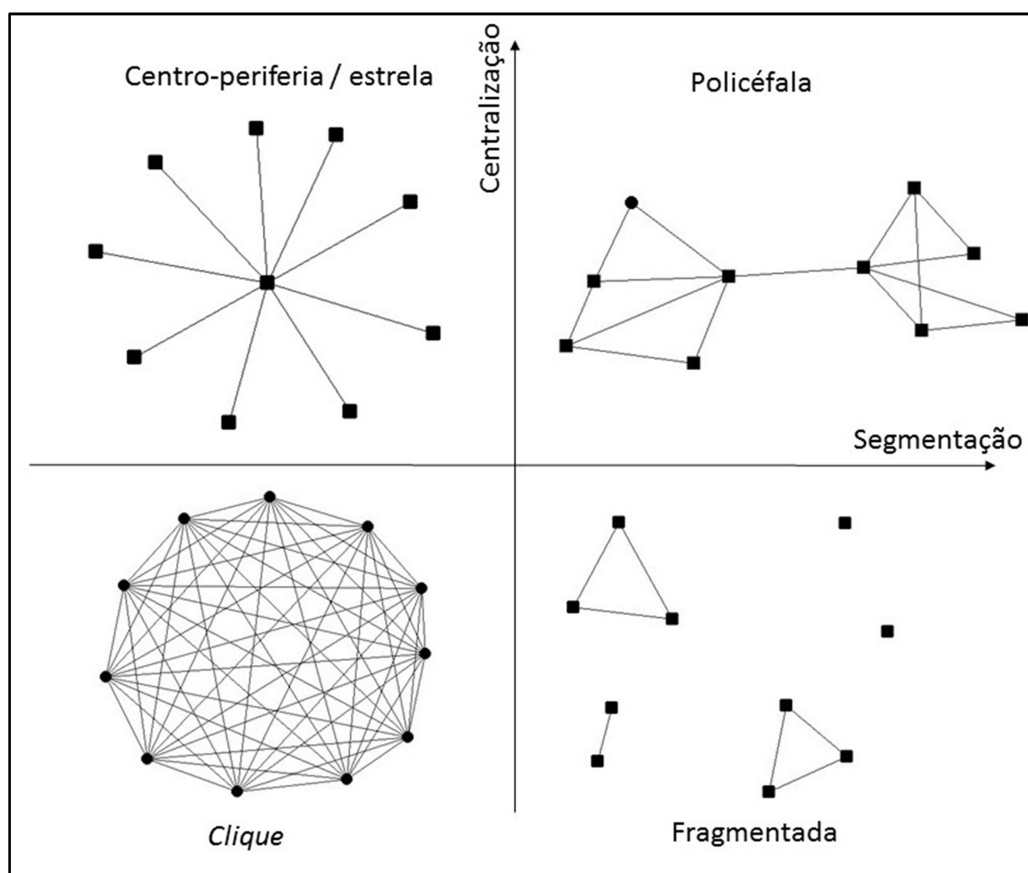 Centro-periferia / estrela
Centralização
Policéfala
Segmentação
Clique
Fragmentada